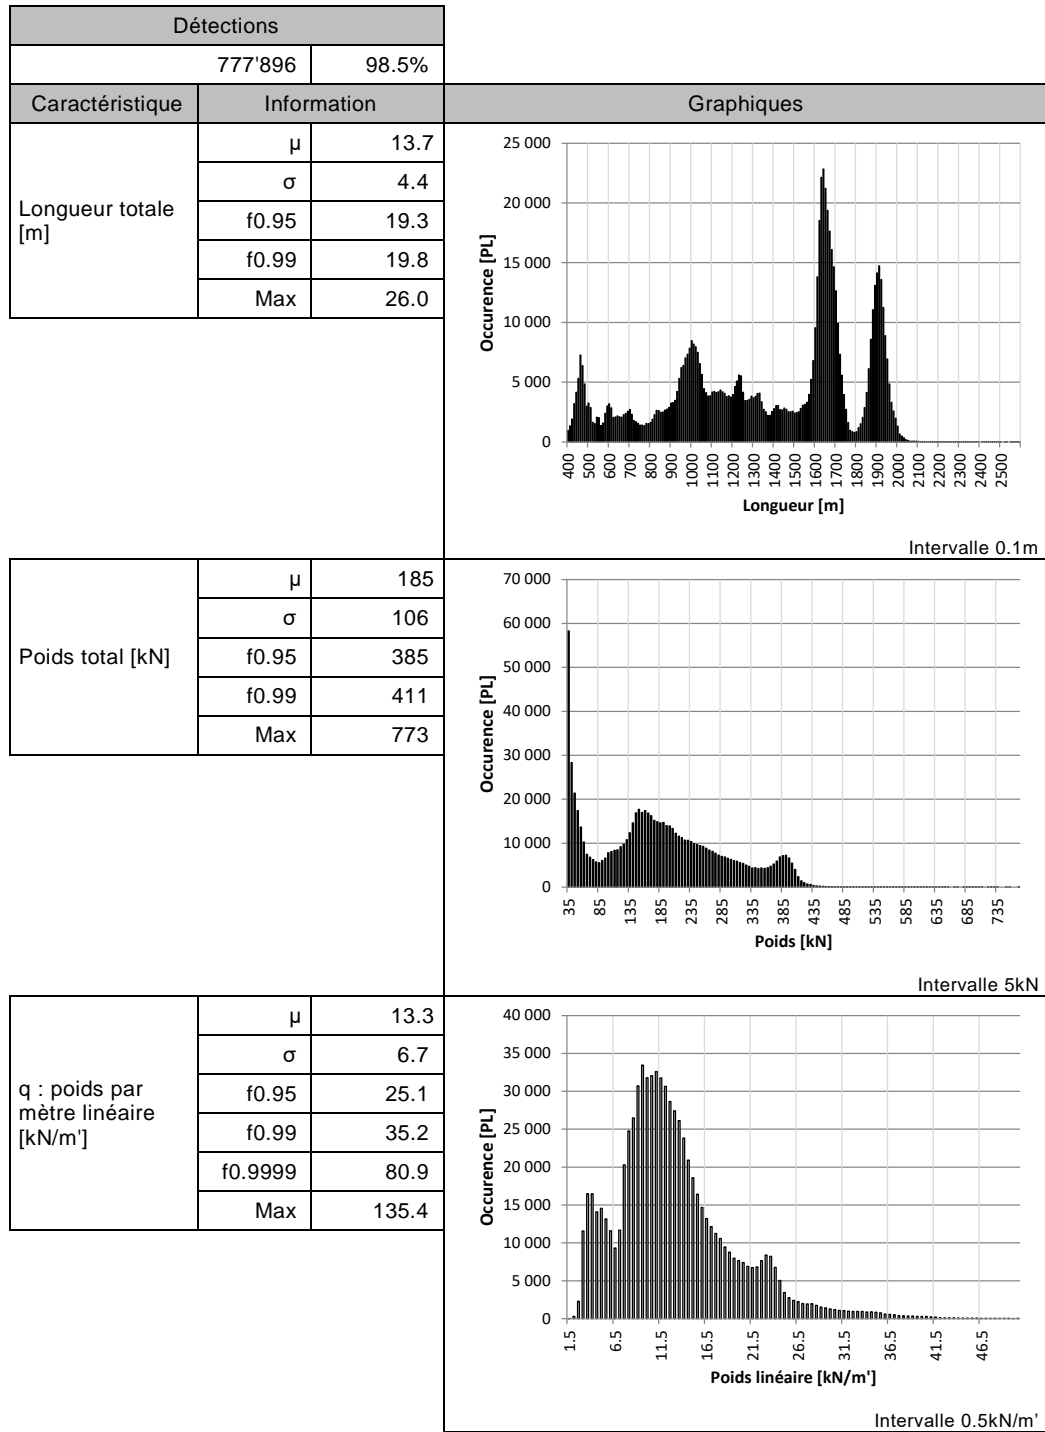 Détections
777'896 98.5%
Caractéristique Information Graphiques
Longueur totale
[m]
μ 13.7
σ 4.4
f0.95 19.3
f0.99 19.8
Max 26.0
25 000
20 000
15 000
10 000
5 000
0
Occurence [PL]
400 500 600 700 800 900 1000 1100 1200 1300 1400 1500 1600 1700 1800 1900 2000 2100 2200 2300 2400 2500
Longueur [m]
Intervalle 0.1m
Poids total [kN]
μ 185
σ 106
f0.95 385
f0.99 411
Max 773
70 000
60 000
50 000
40 000
30 000
20 000
10 000
0
Occurence [PL]
35 85 135 185 235 285 335 385 435 485 535 585 635 685 735
Poids [kN]
Intervalle 5kN
q : poids par
mètre linéaire
[kN/m']
μ 13.3
σ 6.7
f0.95 25.1
f0.99 35.2
f0.9999 80.9
Max 135.4
40 000
35 000
30 000
25 000
20 000
15 000
10 000
5 000
0
Occurence [PL]
1.5 6.5 11.5 16.5 21.5 26.5 31.5 36.5 41.5 46.5
Poids linéaire [kN/m']
Intervalle 0.5kN/m’